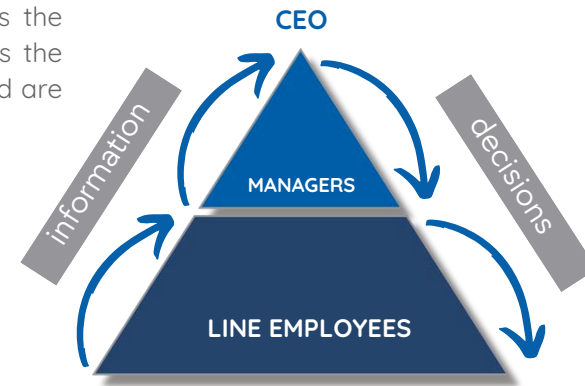 s the
s the
d are
CEO
information
decisions
MANAGERS
LINE EMPLOYEES